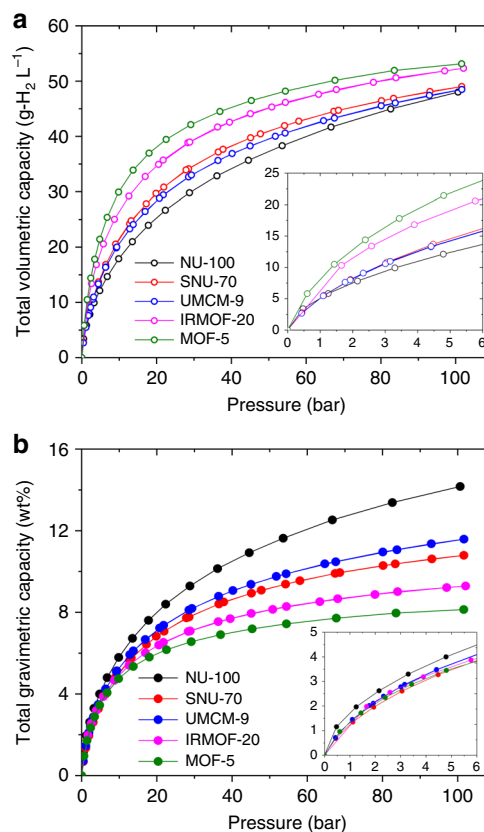 a
Total volumetric capacity (g-H2 L−1)
60
50
40
30
20
10
0
0 20 40 60 80 100
Pressure (bar)
NU-100
SNU-70
UMCM-9
IRMOF-20
MOF-5
25
20
15
10
5
0
0 1 2 3 4 5 6
b
Total gravimetric capacity (wt%)
16
12
8
4
0
0 20 40 60 80 100
Pressure (bar)
NU-100
SNU-70
UMCM-9
IRMOF-20
MOF-5
5
4
3
2
1
0
0 1 2 3 4 5 6